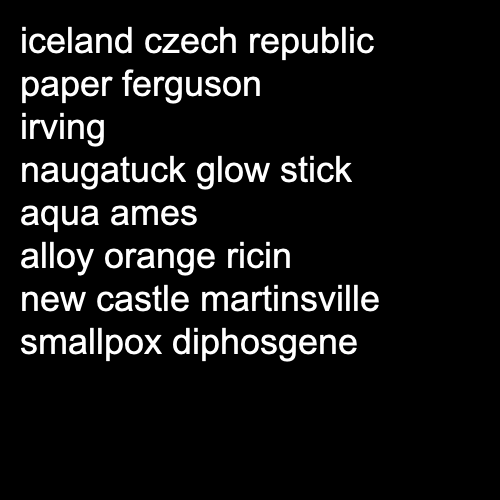 iceland czech republic
paper ferguson
irving
naugatuck glow stick
aqua ames
alloy orange ricin
new castle martinsville
smallpox diphosgene